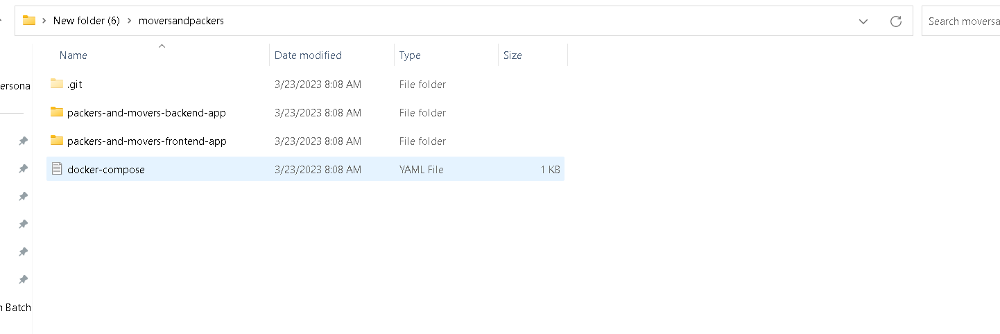 New folder (6) moversandpackers Search moversa
Name Date modified Type Size
.git 3/23/2023 8:08 AM File folder
ersona
packers-and-movers-backend-app 3/23/2023 8:08 AM File folder
packers-and-movers-frontend-app 3/23/2023 8:08 AM File folder
docker-compose 3/23/2023 8:08 AM YAML File 1 KB
n Batch